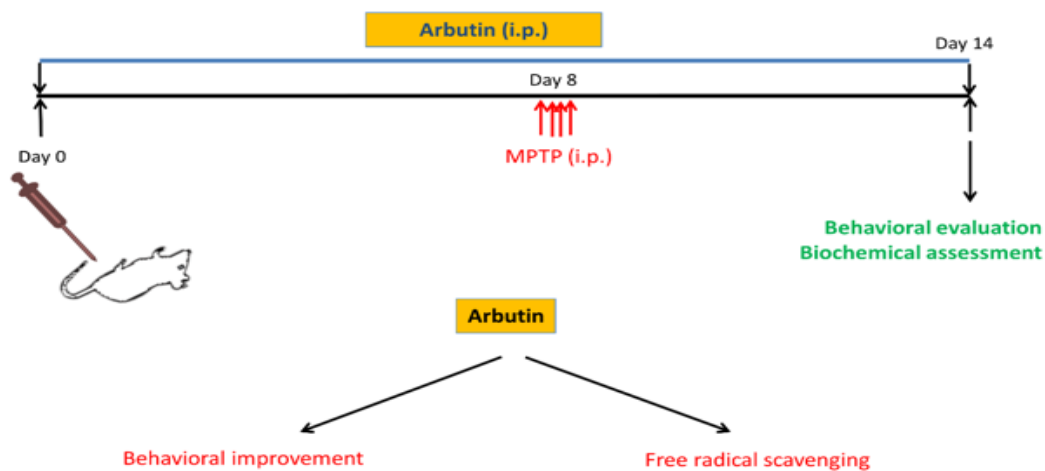 Arbutin (i.p.)
Day 14
Day 8
MPTP (i.p.)
Day 0
Behavioral evaluation
Biochemical assessment
Arbutin
Behavioral improvement
Free radical scavenging